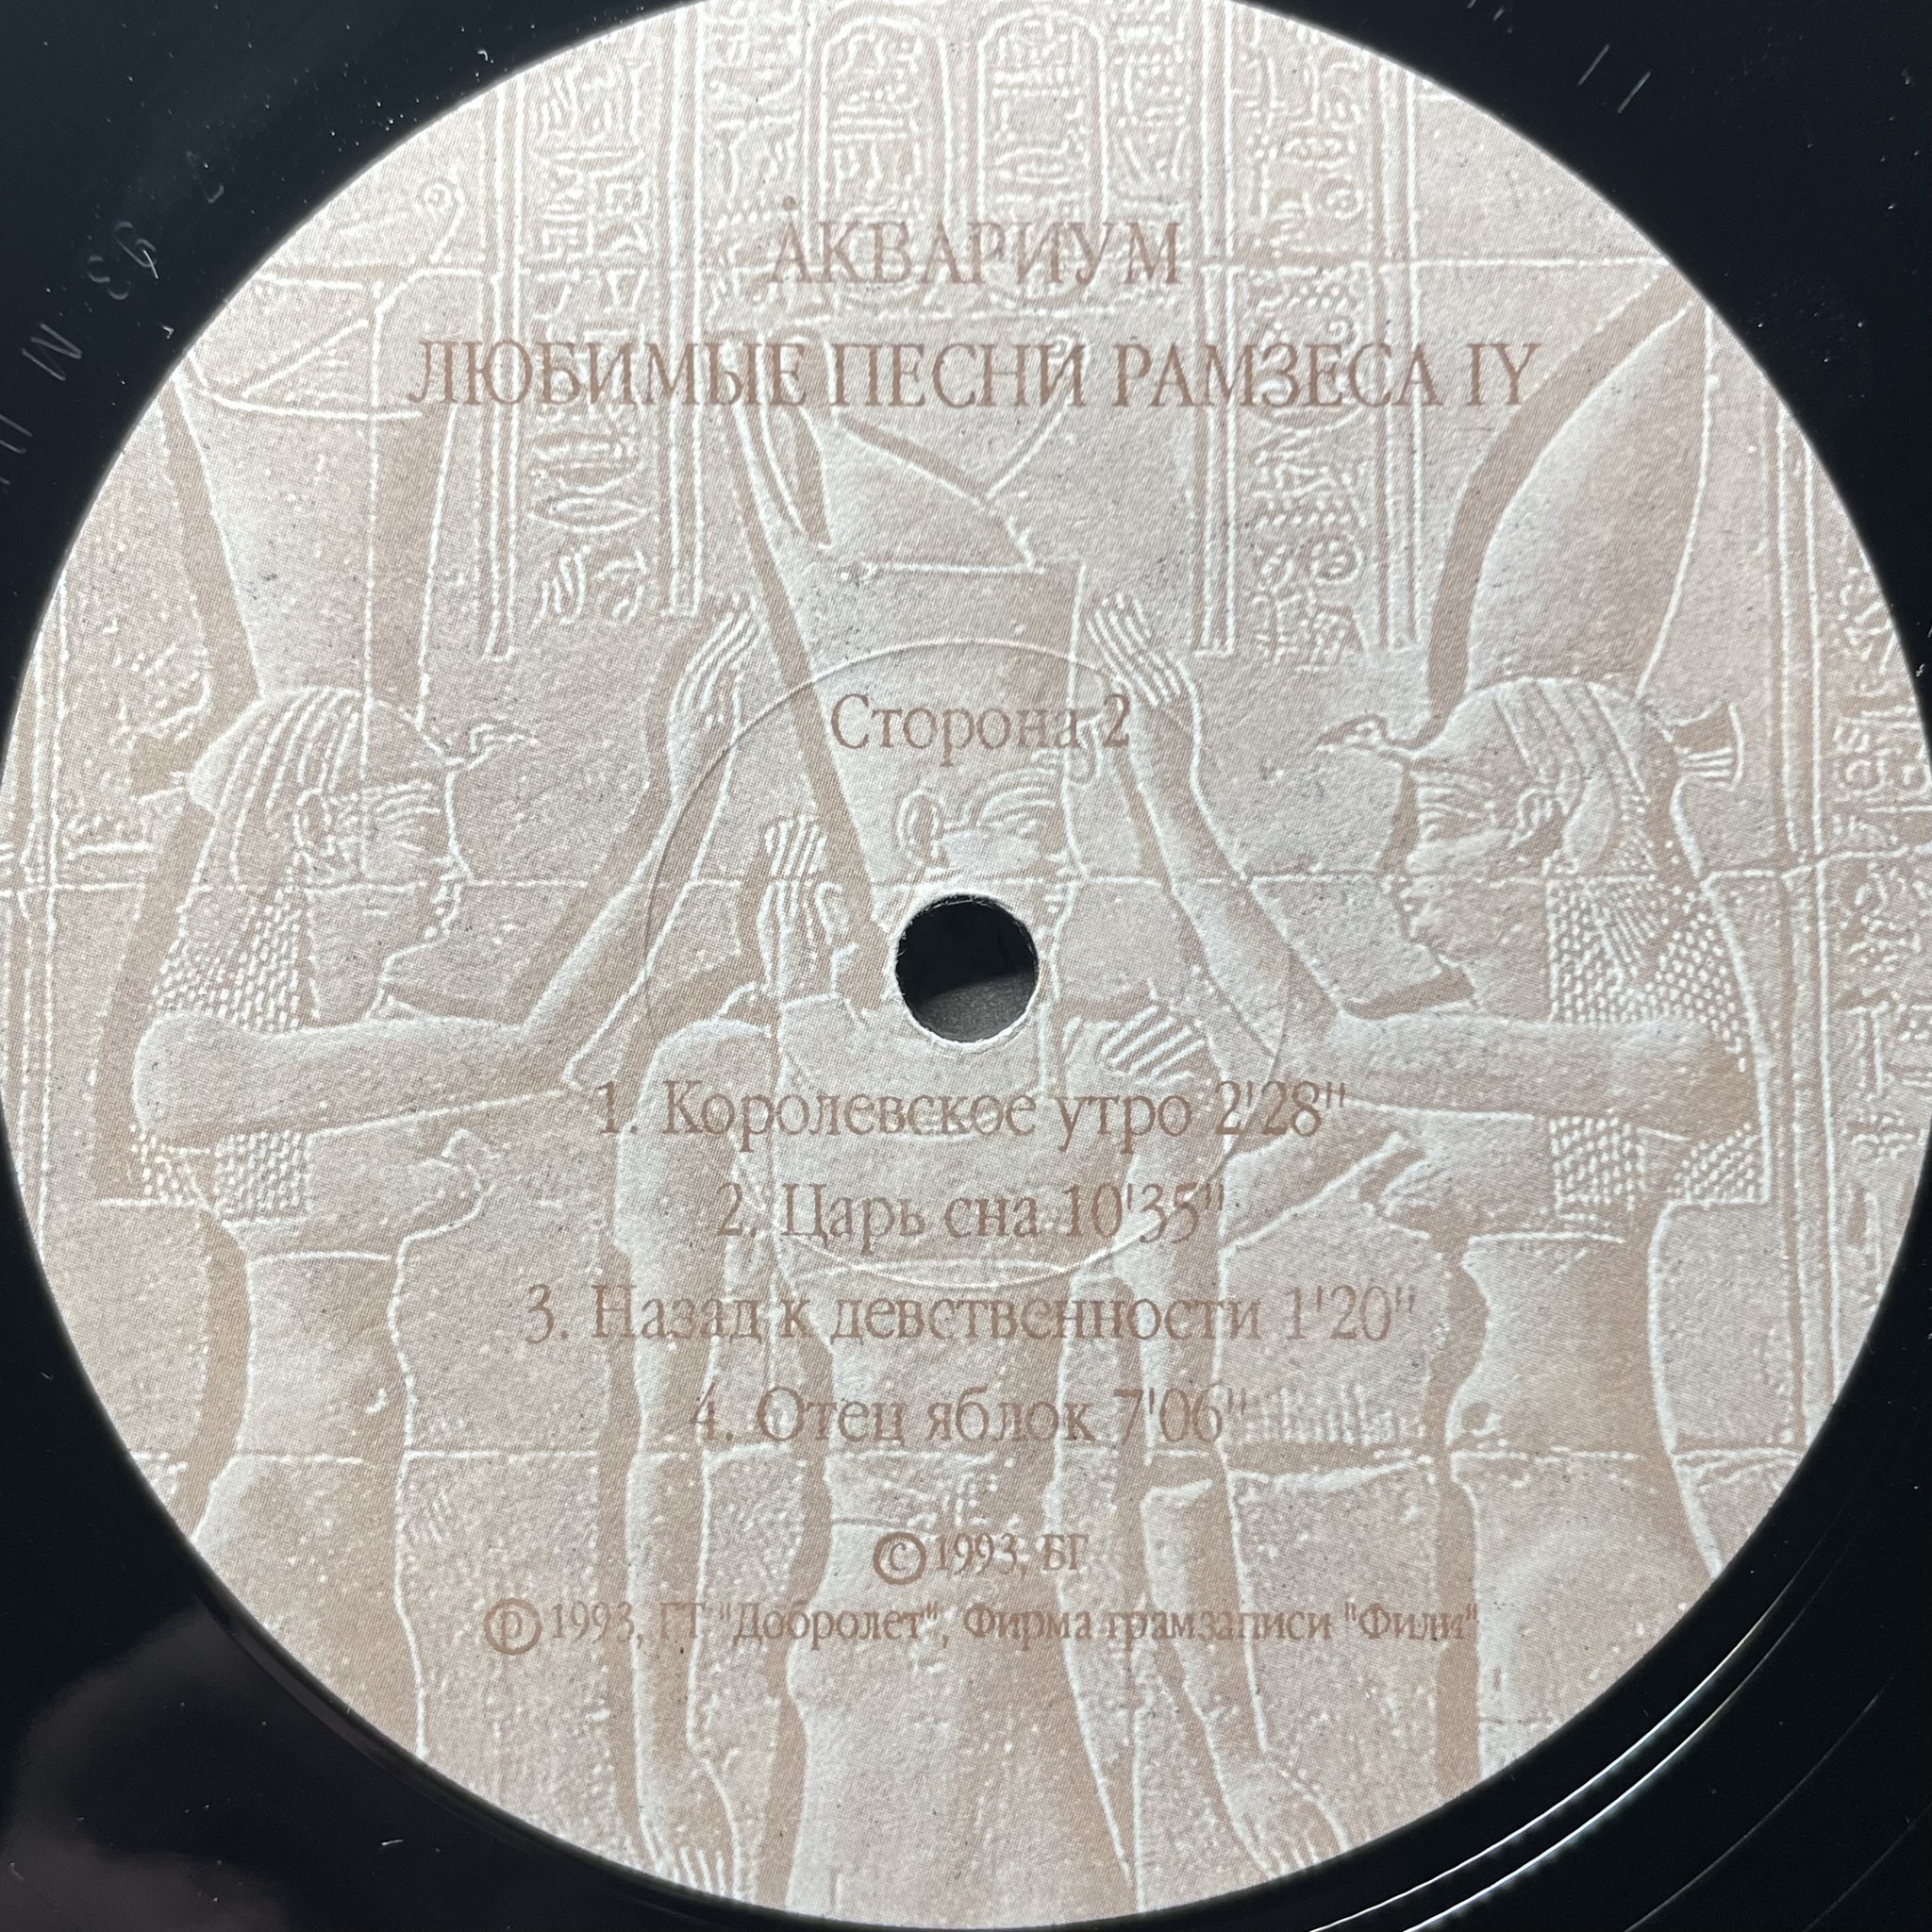 АКВАРИУМ
ЛЮБИМЫЕ ПЕСНИ РАМЗЕСА IY
Сторона 2
1. Королевское утро 2'28"
2. Царь сна 10'35"
3. Назад к девственности 1'20"
4. Отец яблок 7'06"
©1993, БГ
℗1993, ГТ "Добролет", Фирма грамзаписи "Фили"